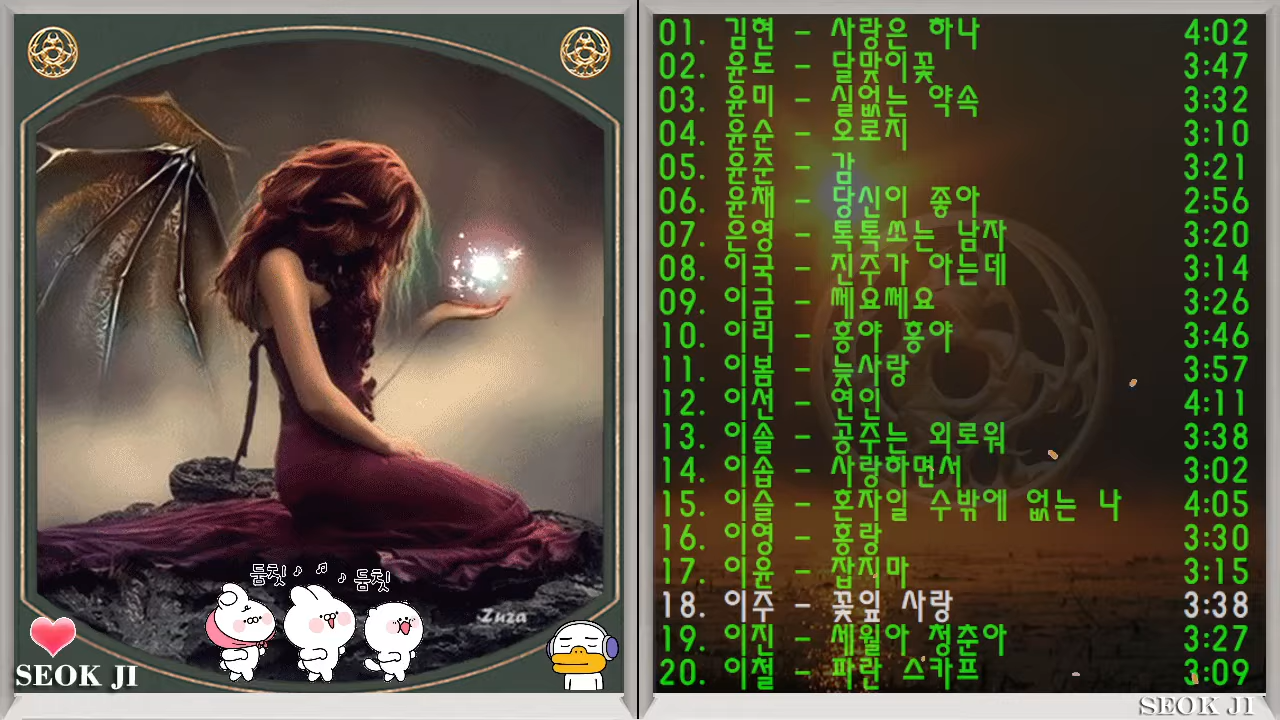 01. 김현 - 사랑은 하나 4:02
02. 윤도 - 달맞이꽃 3:47
03. 윤미 - 실없는 약속 3:32
04. 윤순 - 오로지 3:10
05. 윤준 - 감 3:21
06. 윤채 - 당신이 좋아 2:56
07. 은영 - 톡톡쏘는 남자 3:20
08. 이국 - 진주가 아는데 3:14
09. 이금 - 쎄요쎄요 3:26
10. 이리 - 홍야 홍야 3:46
11. 이봄 - 늦사랑 3:57
12. 이션 - 연인 4:11
13. 이솔 - 공주는 외로워 3:38
14. 이솝 - 사랑하면서 3:02
15. 이슬 - 혼자일 수밖에 없는 나 4:05
16. 이영 - 홍랑 3:30
17. 이윤 - 잡지마 3:15
18. 이주 - 꽃잎 사랑 3:38
19. 이진 - 세월아 청춘아 3:27
20. 이철 - 파란 스카프 3:09
둠칫 ♪ ♬ ♪ 둠칫
Zuza
SEOK JI
SEOK JI